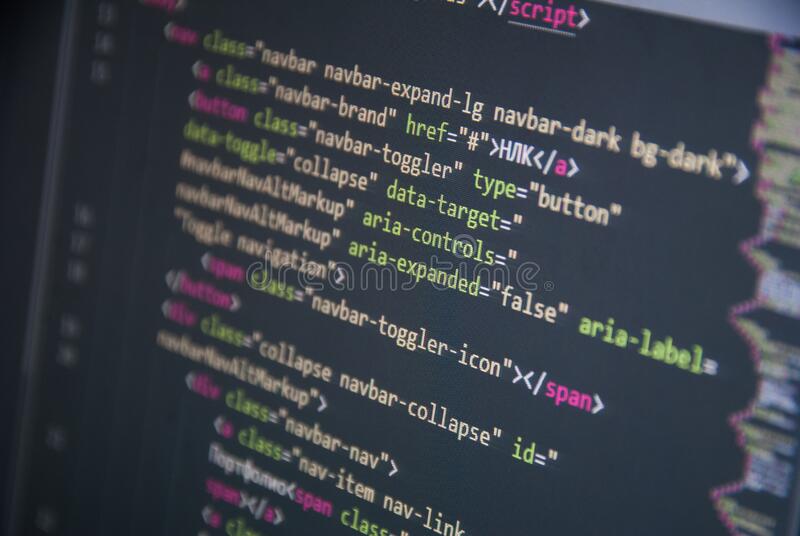 ></script>
<nav class="navbar navbar-expand-lg navbar-dark bg-dark">
<a class="navbar-brand" href="#">НЛК</a>
<button class="navbar-toggler" type="button"
data-toggle="collapse" data-target="
#navbarNavAltMarkup" aria-controls="
navbarNavAltMarkup" aria-expanded="false" aria-label=
"Toggle navigation">
<span class="navbar-toggler-icon"></span>
</button>
<div class="collapse navbar-collapse" id="
navbarNavAltMarkup">
<div class="navbar-nav">
<a class="nav-item nav-link
Портфолио<span class=
span></a>
<a class=
dreamstime